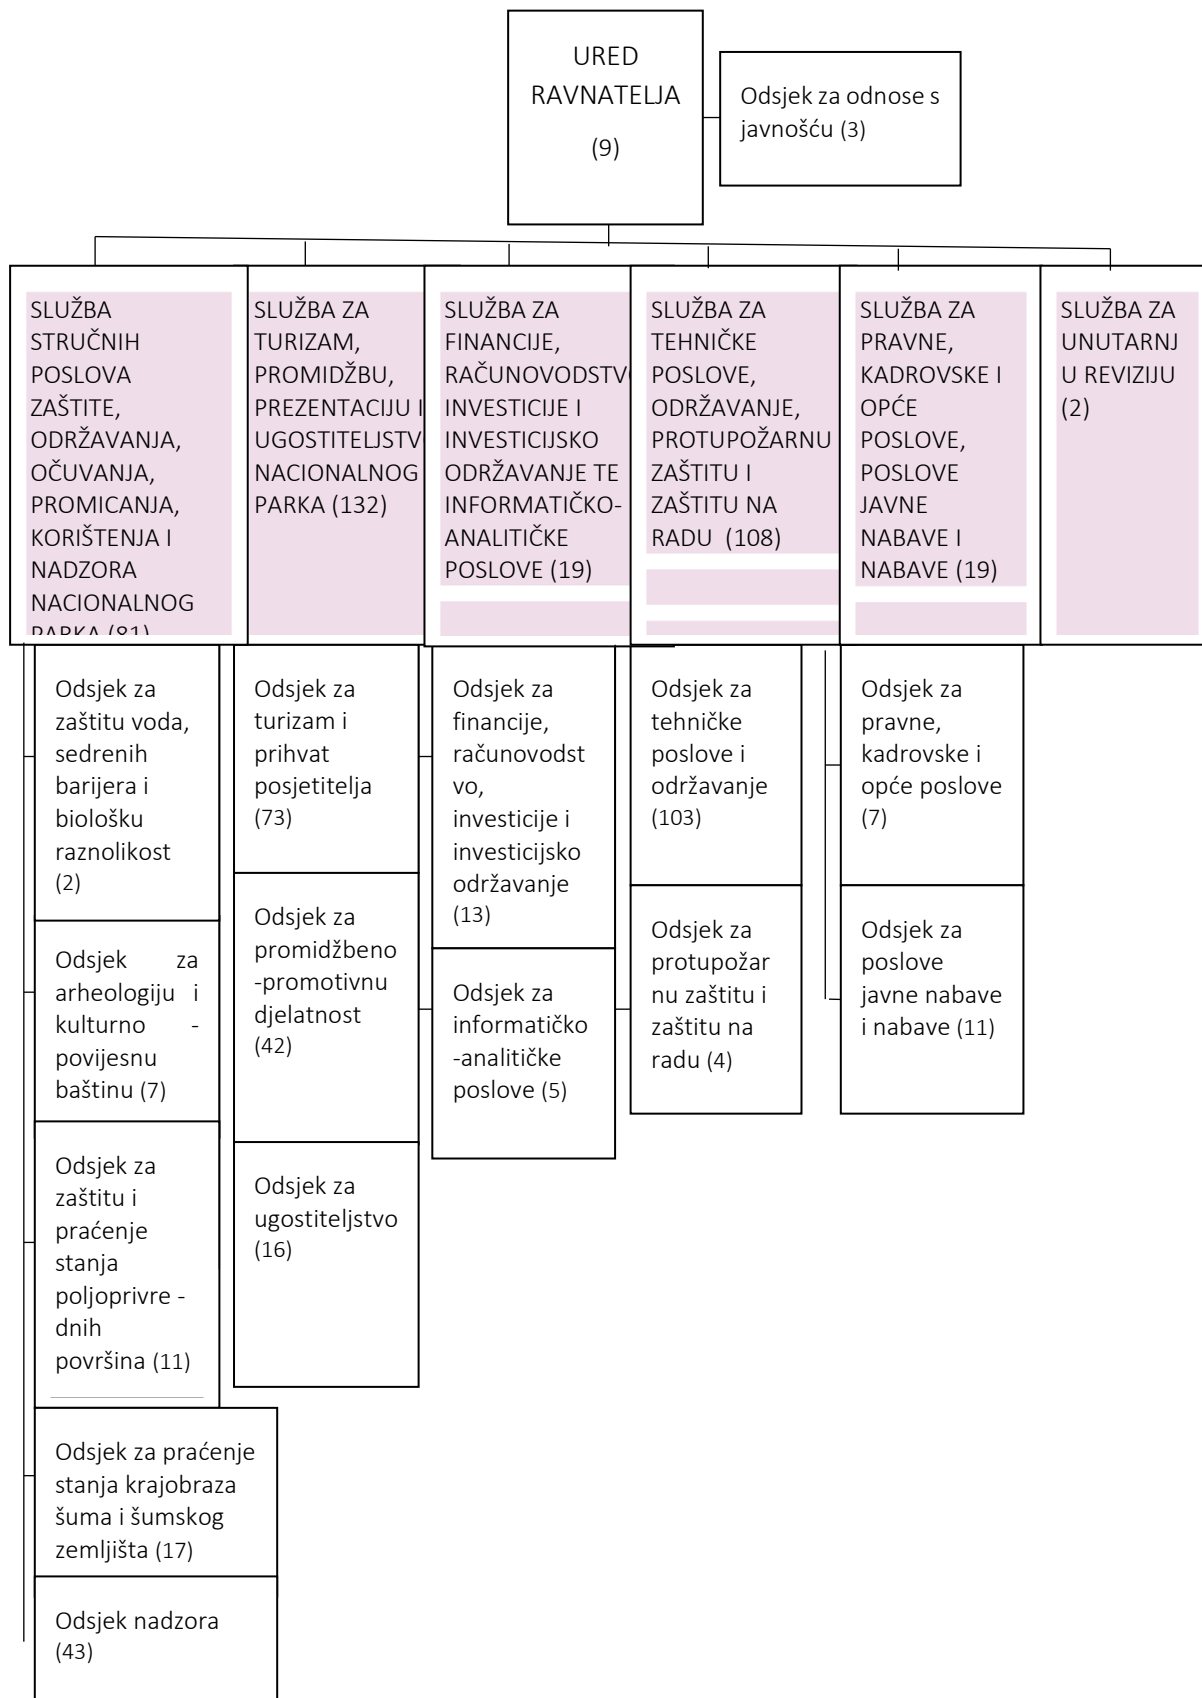 URED
RAVNATELJA
(9)
Odsjek za odnose s
javnošću (3)
SLUŽBA
STRUČNIH
POSLOVA
ZAŠTITE,
ODRŽAVANJA,
OČUVANJA,
PROMICANJA,
KORIŠTENJA I
NADZORA
NACIONALNOG
PARKA (81)
SLUŽBA ZA
TURIZAM,
PROMIDŽBU,
PREZENTACIJU I
UGOSTITELJSTV
NACIONALNOG
PARKA (132)
SLUŽBA ZA
FINANCIJE,
RAČUNOVODSTVO
INVESTICIJE I
INVESTICIJSKO
ODRŽAVANJE TE
INFORMATIČKO-
ANALITIČKE
POSLOVE (19)
SLUŽBA ZA
TEHNIČKE
POSLOVE,
ODRŽAVANJE,
PROTUPOŽARNU
ZAŠTITU I
ZAŠTITU NA
RADU (108)
SLUŽBA ZA
PRAVNE,
KADROVSKE I
OPĆE
POSLOVE,
POSLOVE
JAVNE
NABAVE I
NABAVE (19)
SLUŽBA ZA
UNUTARNJ
U REVIZIJU
(2)
Odsjek za
zaštitu voda,
sedrenih
barijera i
biološku
raznolikost
(2)
Odsjek za
arheologiju i
kulturno -
povijesnu
baštinu (7)
Odsjek za
zaštitu i
praćenje
stanja
poljoprivre -
dnih
površina (11)
Odsjek za praćenje
stanja krajobraza
šuma i šumskog
zemljišta (17)
Odsjek nadzora
(43)
Odsjek za
turizam i
prihvat
posjetitelja
(73)
Odsjek za
promidžbeno
-promotivnu
djelatnost
(42)
Odsjek za
ugostiteljstvo
(16)
Odsjek za
financije,
računovodst
vo,
investicije i
investicijsko
održavanje
(13)
Odsjek za
informatičko
-analitičke
poslove (5)
Odsjek za
tehničke
poslove i
održavanje
(103)
Odsjek za
protupožar
nu zaštitu i
zaštitu na
radu (4)
Odsjek za
pravne,
kadrovske i
opće poslove
(7)
Odsjek za
poslove
javne nabave
i nabave (11)